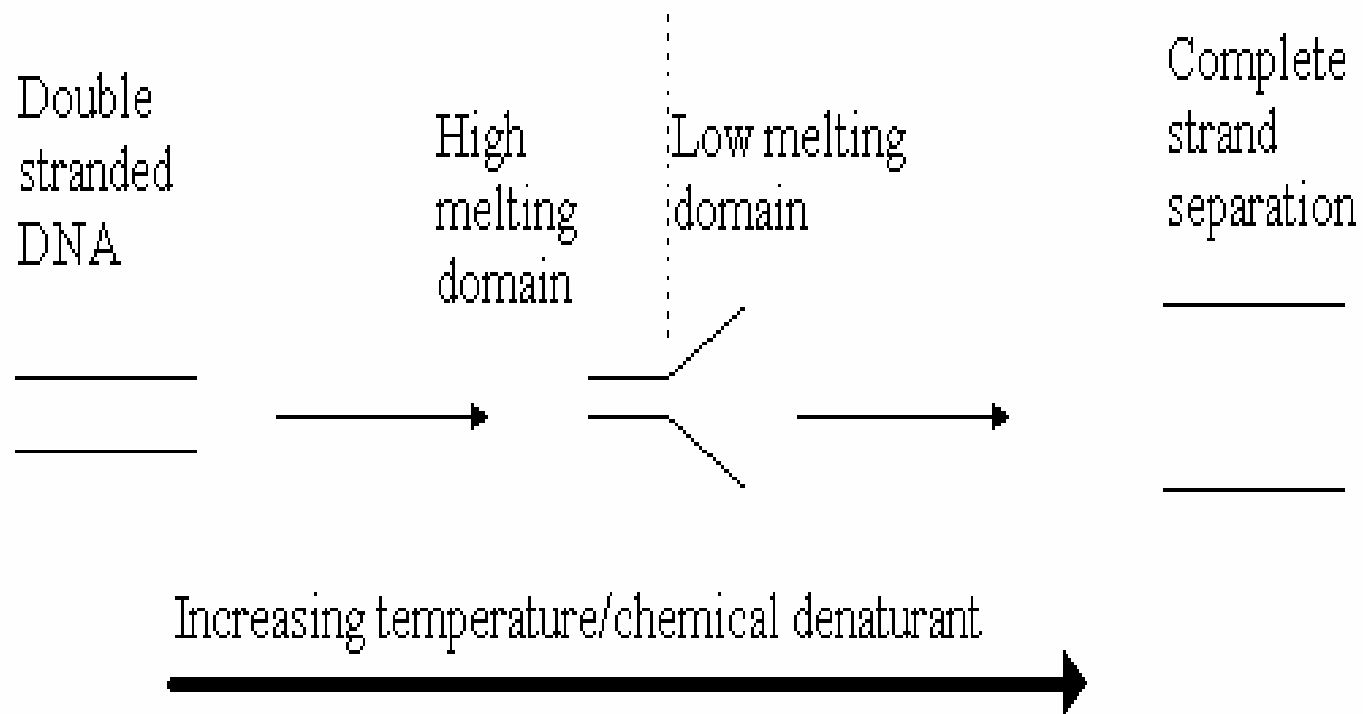 Double
stranded
DNA
High
melting
domain
Low melting
domain
Complete
strand
separation
Increasing temperature/chemical denaturant